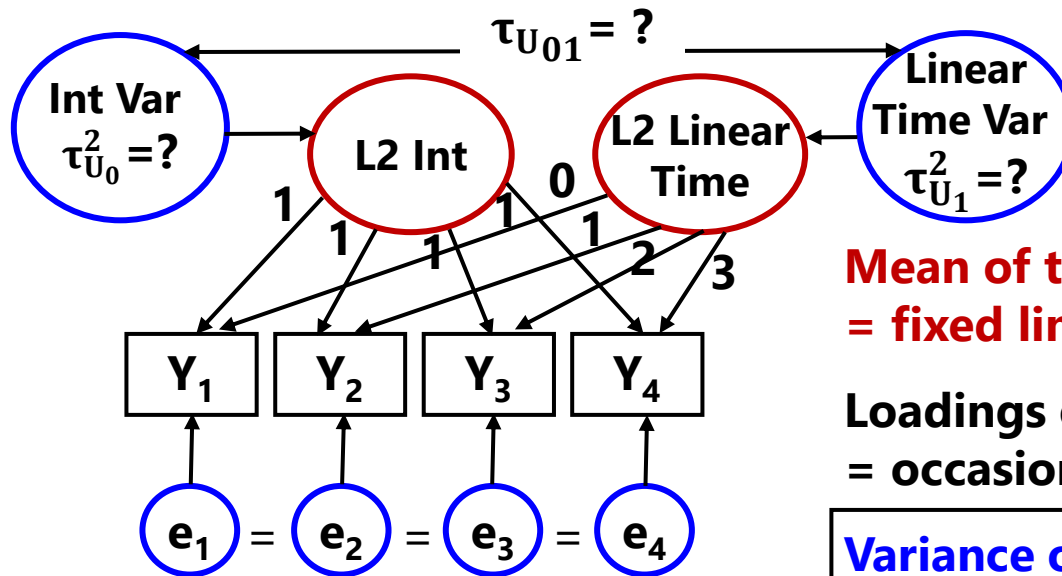 τU₀₁ = ?
Int Var
τ²U₀ =?
L2 Int
L2 Linear
Time
Linear
Time Var
τ²U₁ =?
1
1
1
1
0
1
2
3
Y₁ Y₂ Y₃ Y₄
e₁ = e₂ = e₃ = e₄
Mean of t
= fixed lin
Loadings
= occasion
Variance